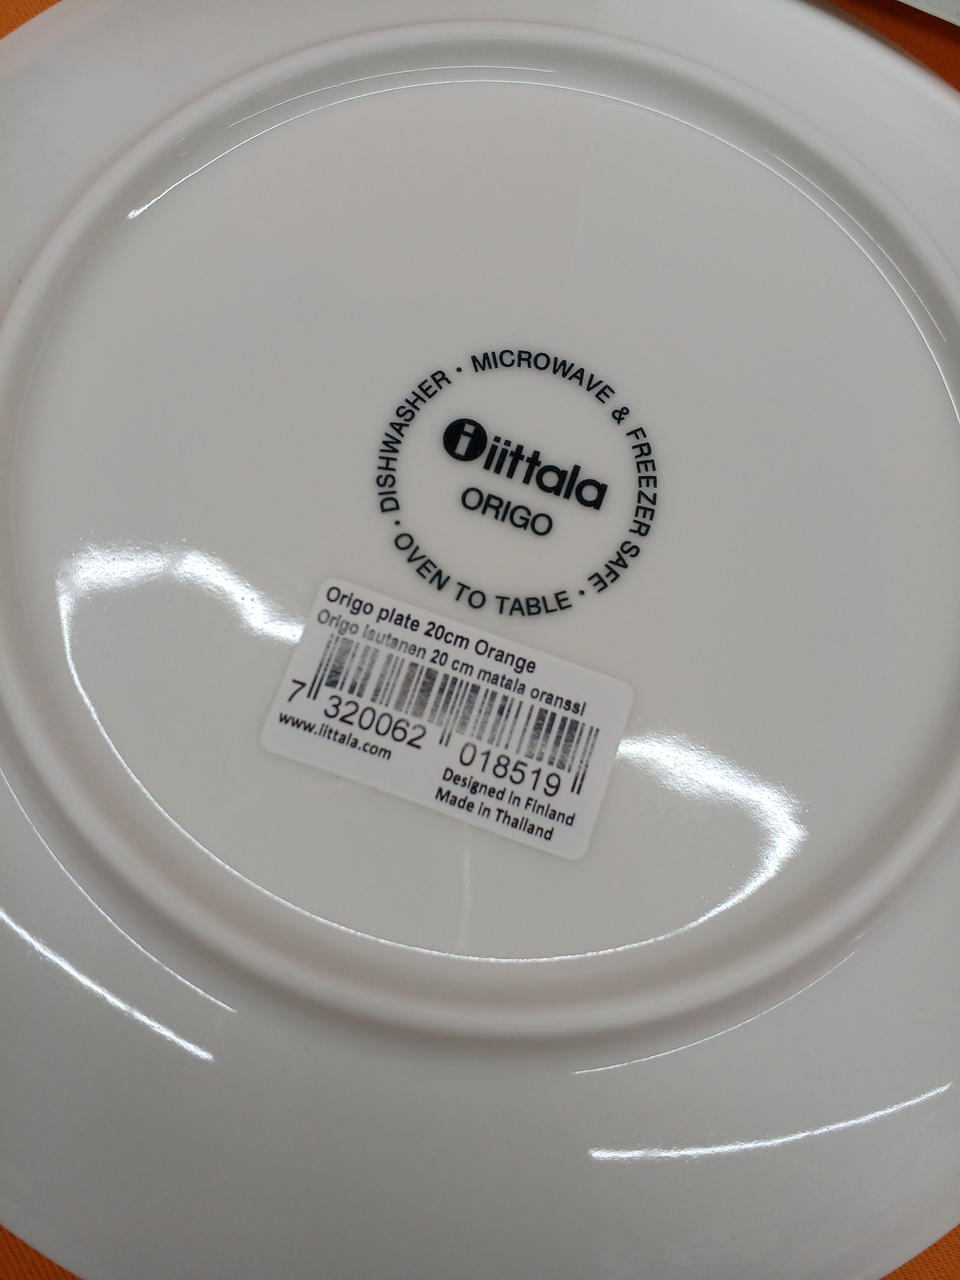 DISHWASHER • MICROWAVE & FREEZER SAFE • OVEN TO TABLE •
i iittala
ORIGO
Origo plate 20cm Orange
Origo lautanen 20 cm matala oranssi
7 320062 018519
www.iittala.com
Designed in Finland
Made in Thailand